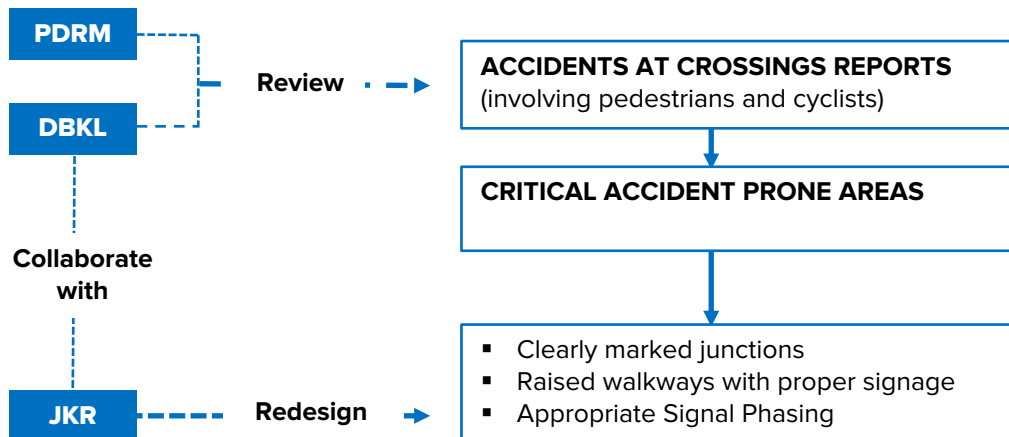 PDRM
Review
ACCIDENTS AT CROSSINGS REPORTS
(involving pedestrians and cyclists)
DBKL
CRITICAL ACCIDENT PRONE AREAS
Collaborate
with
▪ Clearly marked junctions
▪ Raised walkways with proper signage
▪ Appropriate Signal Phasing
JKR
Redesign